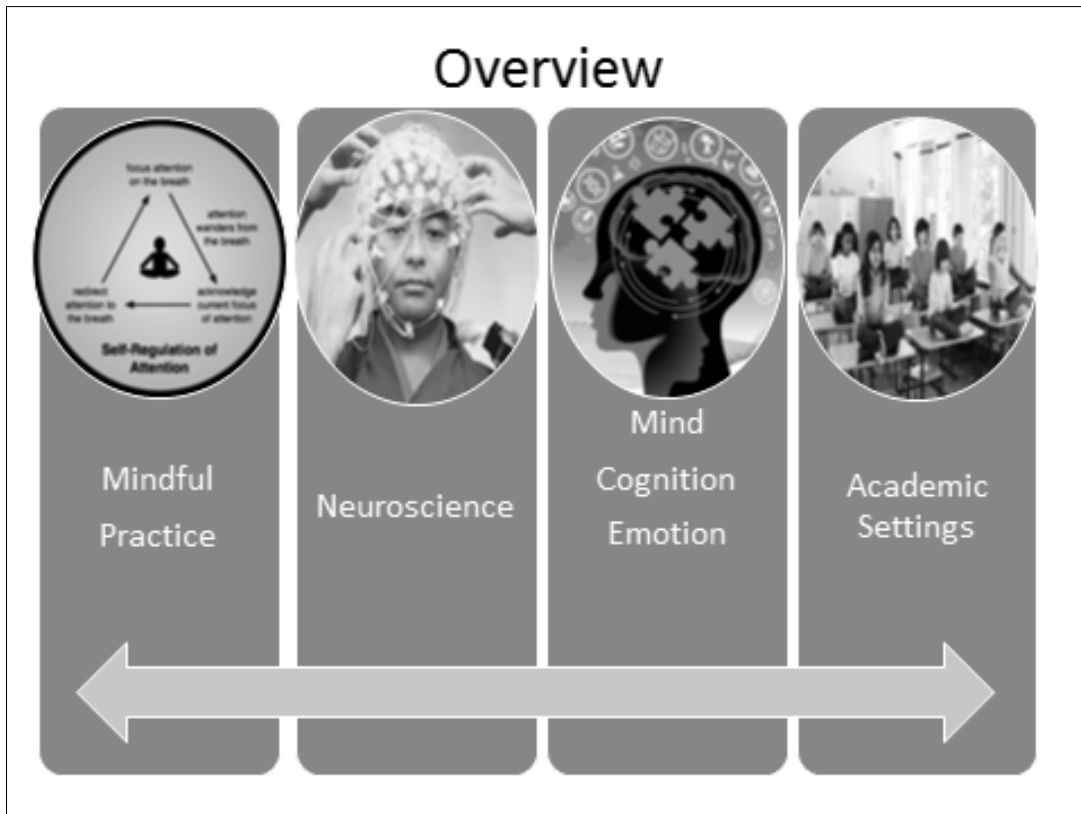 Overview
focus attention
on the breath
attention
wanders from
the breath
redirect
attention to
the breath
acknowledge
current focus
of attention
Self-Regulation of
Attention
Mindful
Practice
Neuroscience
Mind
Cognition
Emotion
Academic
Settings